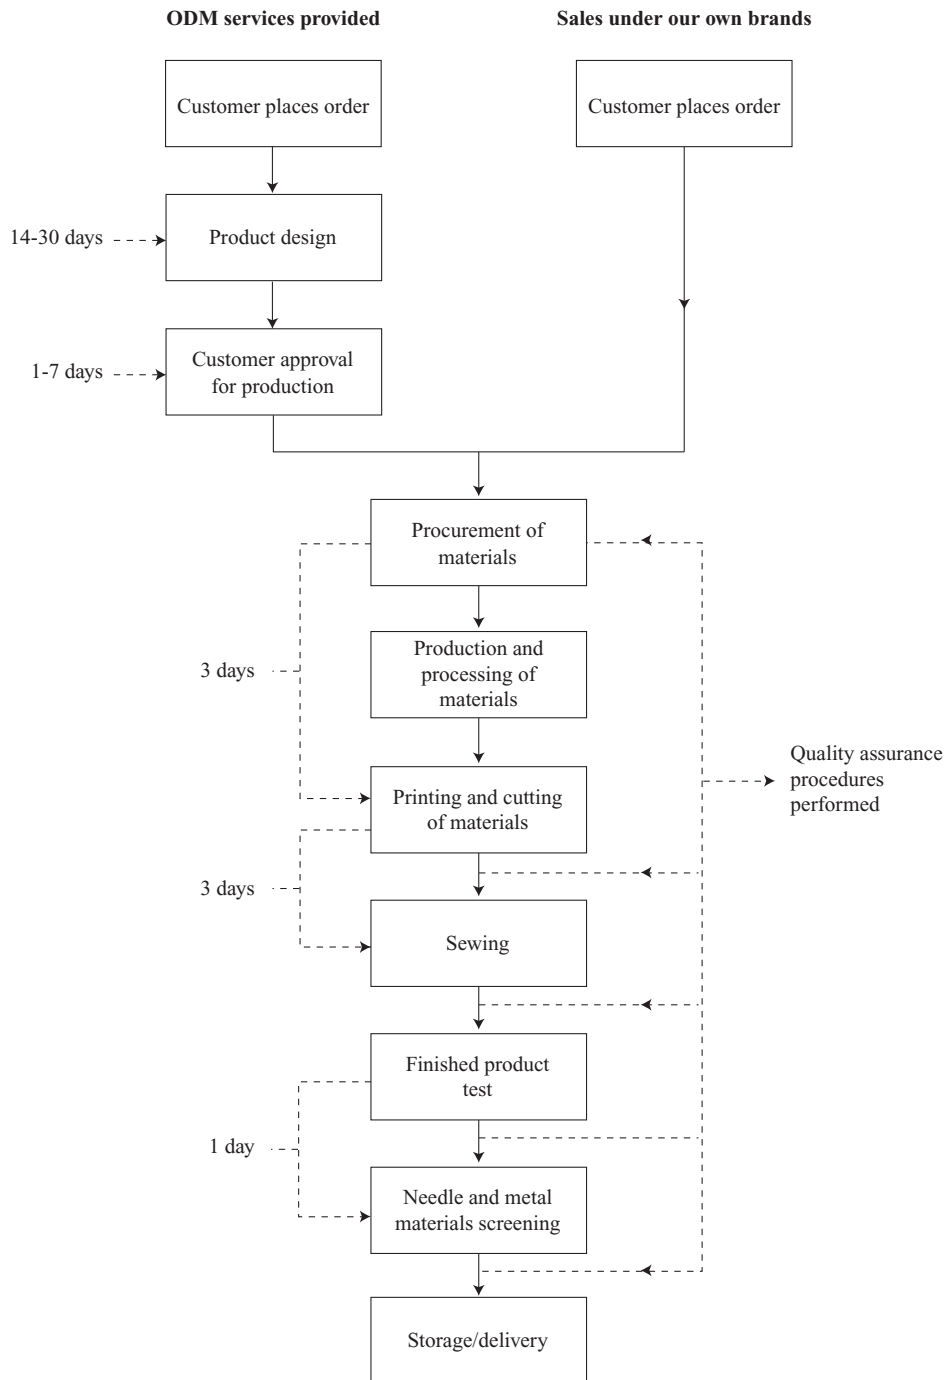 ODM services provided
Sales under our own brands
Customer places order
Customer places order
14-30 days
Product design
1-7 days
Customer approval
for production
Procurement of
materials
3 days
Production and
processing of
materials
Quality assurance
procedures
performed
Printing and cutting
of materials
3 days
Sewing
Finished product
test
1 day
Needle and metal
materials screening
Storage/delivery